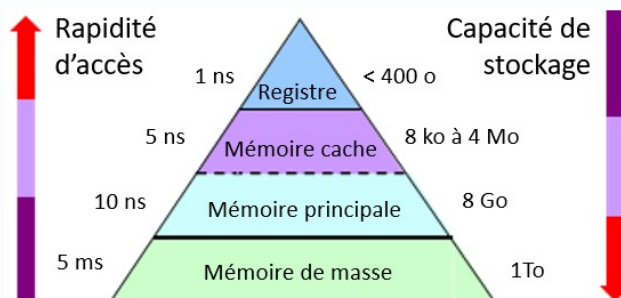 Rapidité
d’accès
Capacité de
stockage
1 ns
Registre
< 400 o
5 ns
Mémoire cache
8 ko à 4 Mo
10 ns
Mémoire principale
8 Go
5 ms
Mémoire de masse
1To